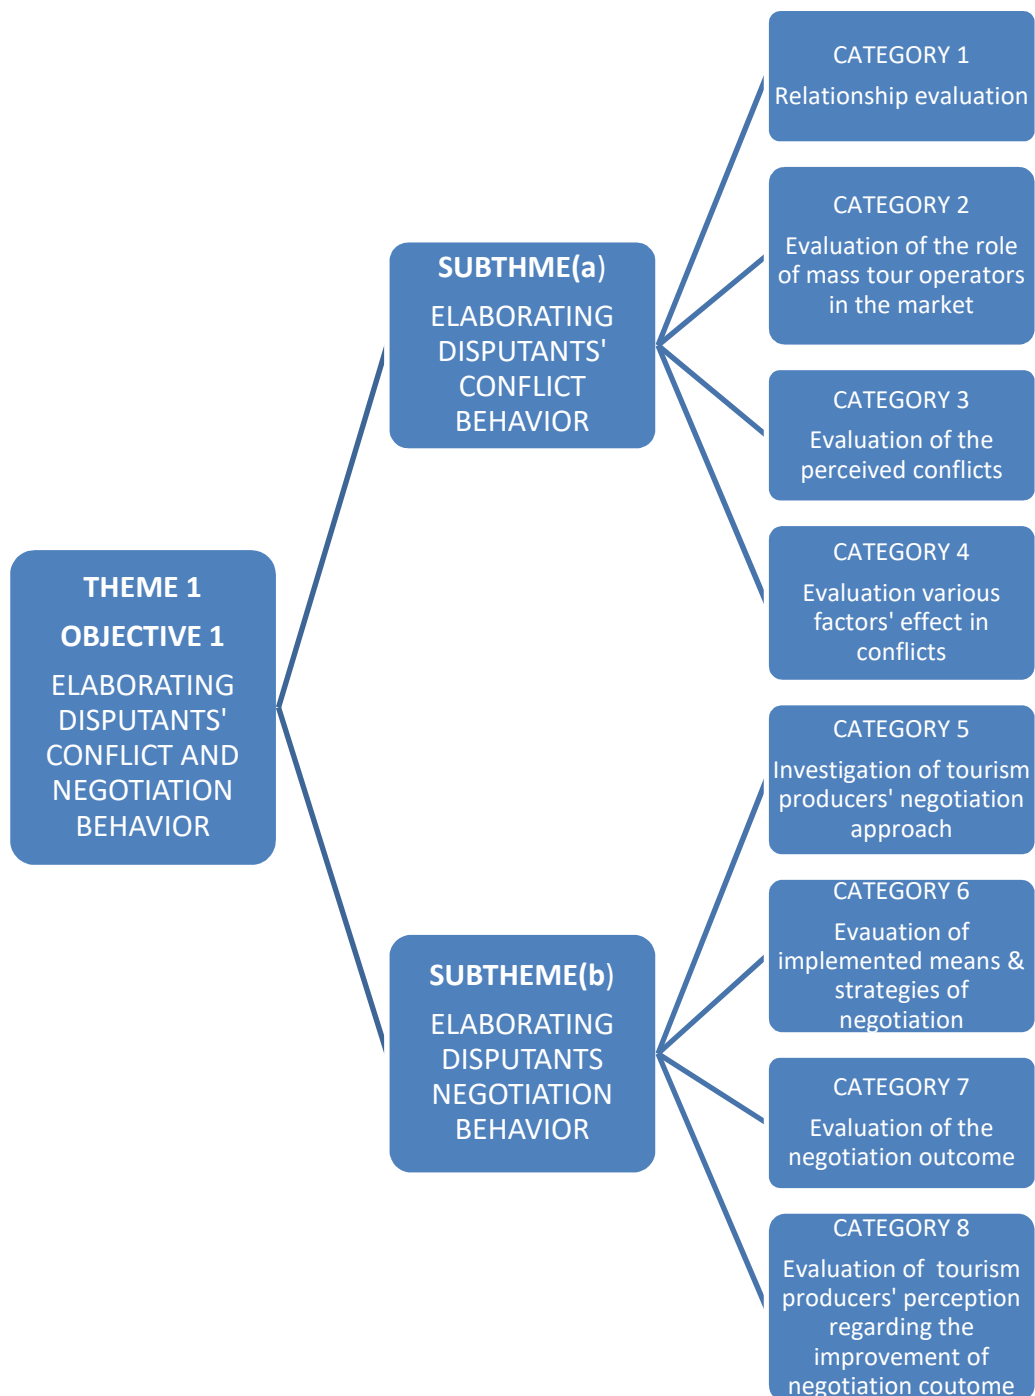 THEME 1
OBJECTIVE 1
ELABORATING
DISPUTANTS'
CONFLICT AND
NEGOTIATION
BEHAVIOR
SUBTHME(a)
ELABORATING
DISPUTANTS'
CONFLICT
BEHAVIOR
CATEGORY 1
Relationship evaluation
CATEGORY 2
Evaluation of the role
of mass tour operators
in the market
CATEGORY 3
Evaluation of the
perceived conflicts
CATEGORY 4
Evaluation various
factors' effect in
conflicts
SUBTHEME(b)
ELABORATING
DISPUTANTS
NEGOTIATION
BEHAVIOR
CATEGORY 5
Investigation of tourism
producers' negotiation
approach
CATEGORY 6
Evauation of
implemented means &
strategies of
negotiation
CATEGORY 7
Evaluation of the
negotiation outcome
CATEGORY 8
Evaluation of tourism
producers' perception
regarding the
improvement of
negotiation coutome